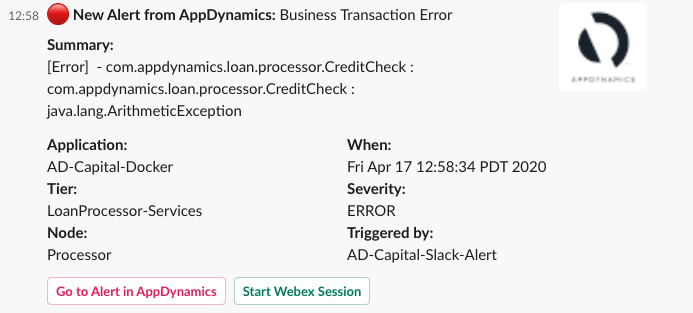 12:58 New Alert from AppDynamics: Business Transaction Error
Summary:
[Error] - com.appdynamics.loan.processor.CreditCheck :
com.appdynamics.loan.processor.CreditCheck :
java.lang.ArithmeticException
APPDYNAMICS
Application:
AD-Capital-Docker
When:
Fri Apr 17 12:58:34 PDT 2020
Tier:
LoanProcessor-Services
Severity:
ERROR
Node:
Processor
Triggered by:
AD-Capital-Slack-Alert
Go to Alert in AppDynamics
Start Webex Session